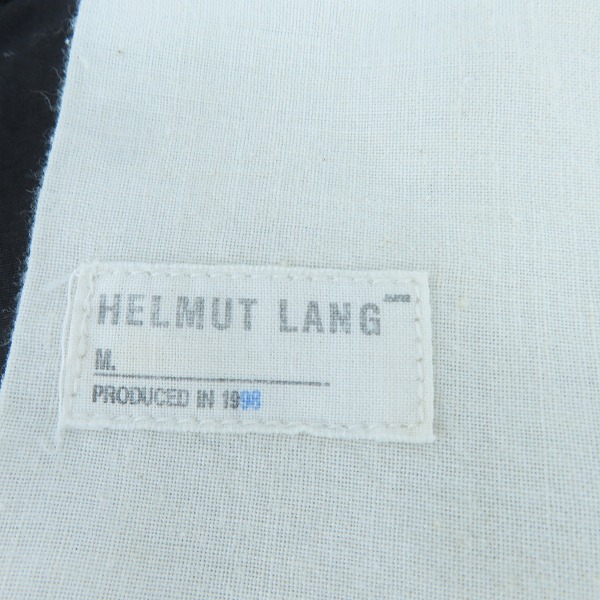 HELMUT LANG
M.
PRODUCED IN 1998